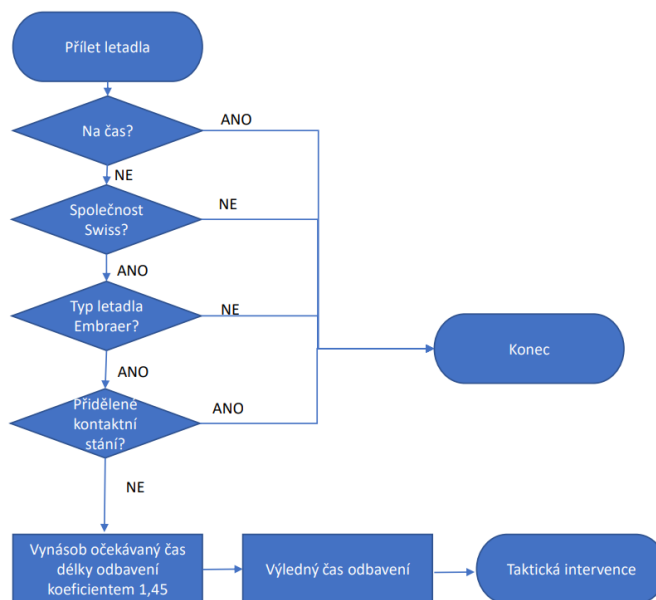 Přílet letadla
Na čas?
ANO
NE
Společnost
Swiss?
NE
ANO
Typ letadla
Embraer?
NE
Konec
ANO
Přidělené
kontaktní
stání?
ANO
NE
Vynásob očekávaný čas
délky odbavení
koeficientem 1,45
Výledný čas odbavení
Taktická intervence